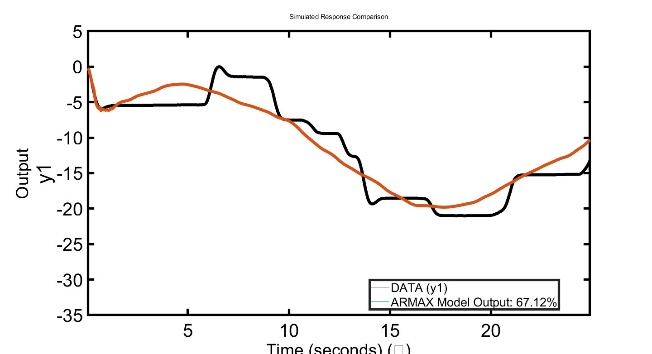 Simulated Response Comparison
5
0
-5
-10
-15
-20
-25
-30
-35
Output
y1
DATA (y1)
ARMAX Model Output: 67.12%
5
10
15
20
Time (seconds) (□)